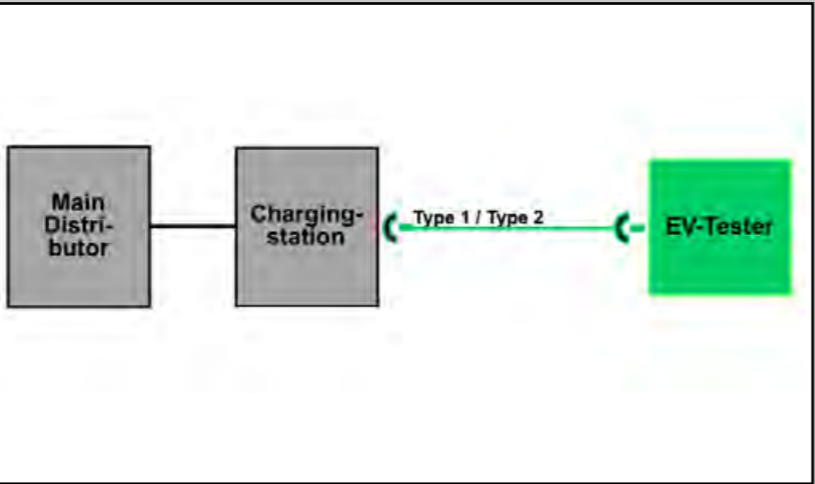 Main
Distri-
butor
Charging-
station
Type 1 / Type 2
EV-Tester